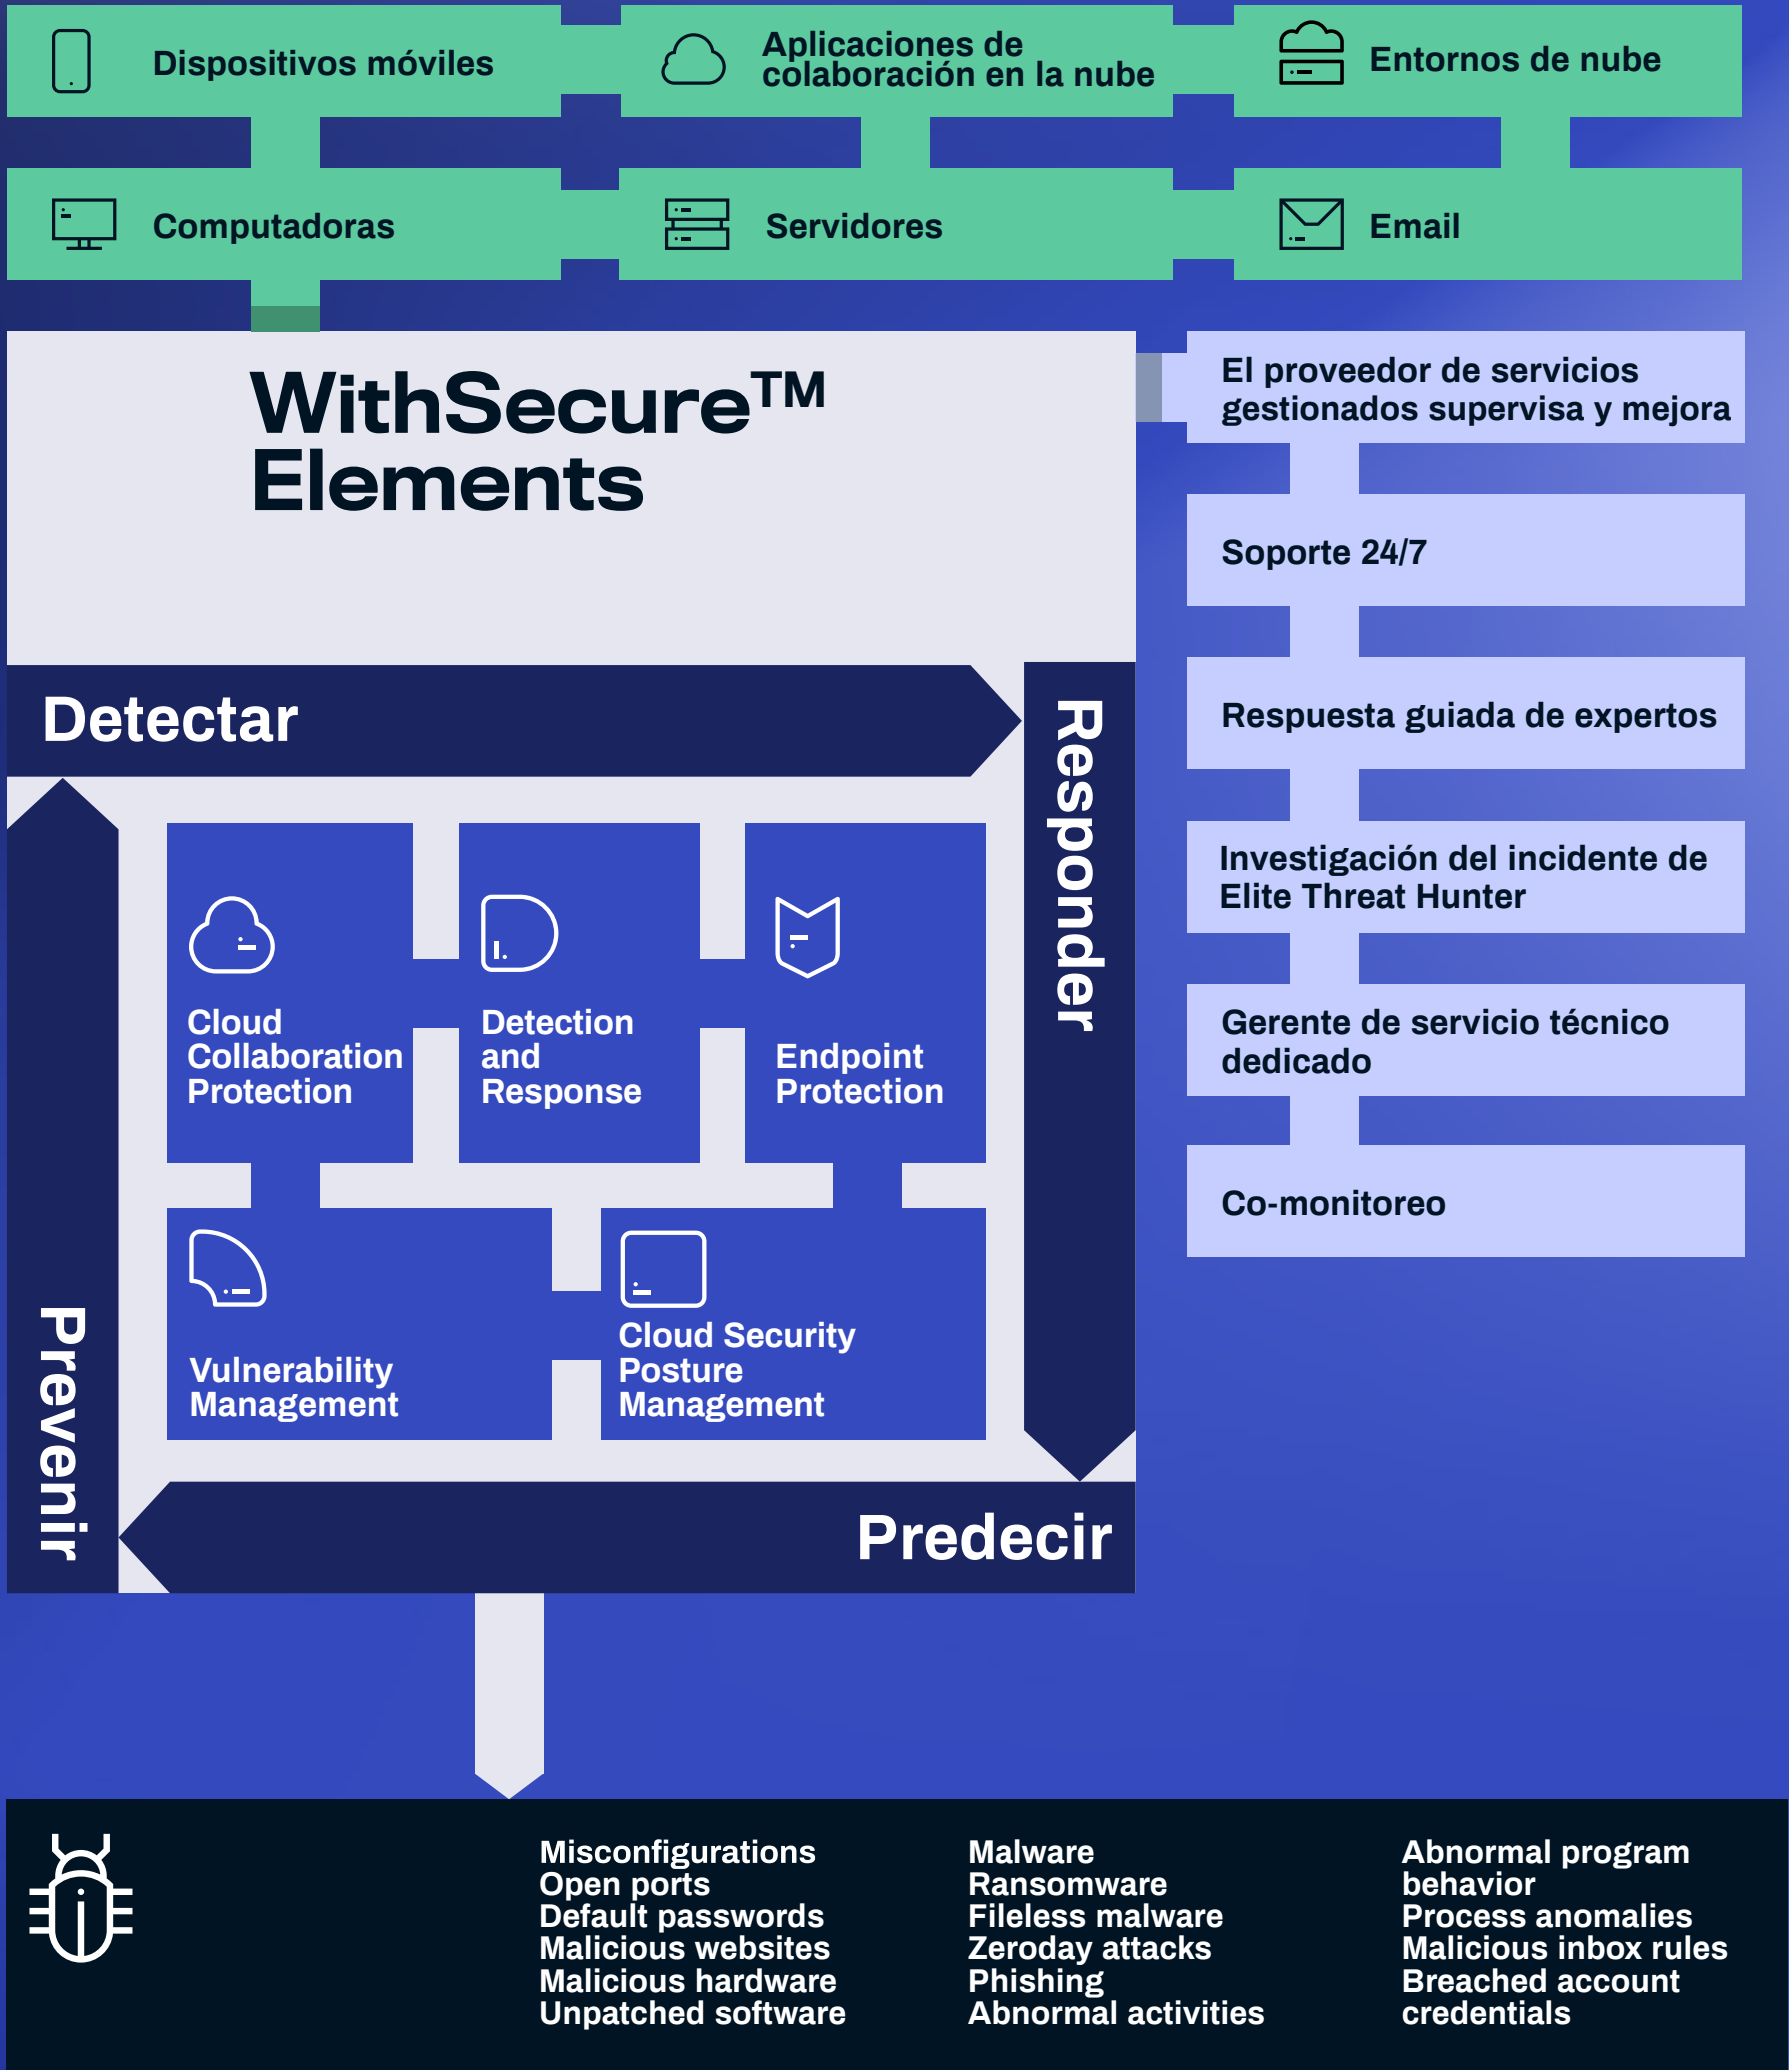 Dispositivos móviles
Aplicaciones de
colaboración en la nube
Entornos de nube
Computadoras
Servidores
Email
WithSecure™
Elements
El proveedor de servicios
gestionados supervisa y mejora
Soporte 24/7
Respuesta guiada de expertos
Investigación del incidente de
Elite Threat Hunter
Gerente de servicio técnico
dedicado
Co-monitoreo
Detectar
Responder
Cloud
Collaboration
Protection
Detection
and
Response
Endpoint
Protection
Vulnerability
Management
Cloud Security
Posture
Management
Prevenir
Predecir
Misconfigurations
Open ports
Default passwords
Malicious websites
Malicious hardware
Unpatched software
Malware
Ransomware
Fileless malware
Zeroday attacks
Phishing
Abnormal activities
Abnormal program
behavior
Process anomalies
Malicious inbox rules
Breached account
credentials